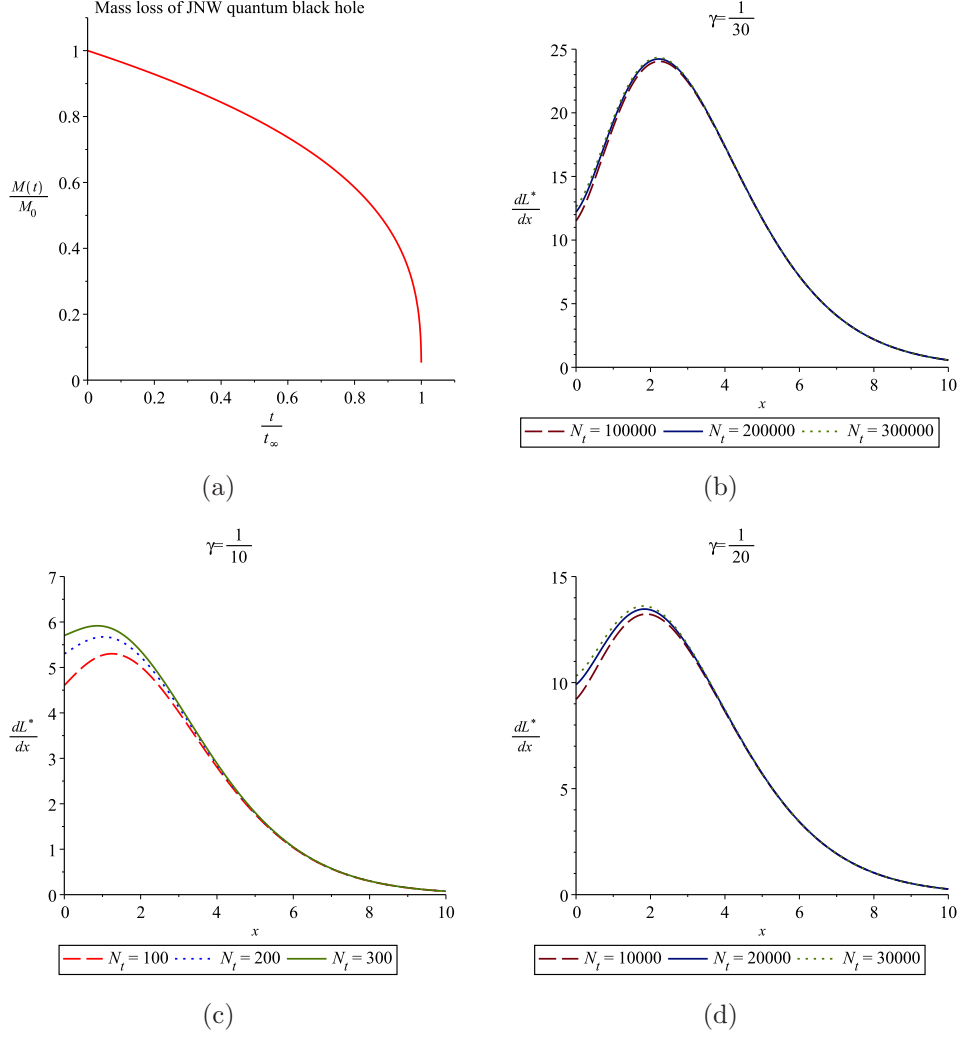 Mass loss of JNW quantum black hole
1
0.8
0.6
0.4
0.2
0
M(t)
M0
0 0.2 0.4 0.6 0.8 1
t
t∞
(a)
γ= 1
30
25
20
15
10
5
0
dL*
dx
0 2 4 6 8 10
x
Nt = 100000 Nt = 200000 Nt = 300000
(b)
γ= 1
10
7
6
5
4
3
2
1
0
dL*
dx
0 2 4 6 8 10
x
Nt = 100 Nt = 200 Nt = 300
(c)
γ= 1
20
15
10
5
0
dL*
dx
0 2 4 6 8 10
x
Nt = 10000 Nt = 20000 Nt = 30000
(d)